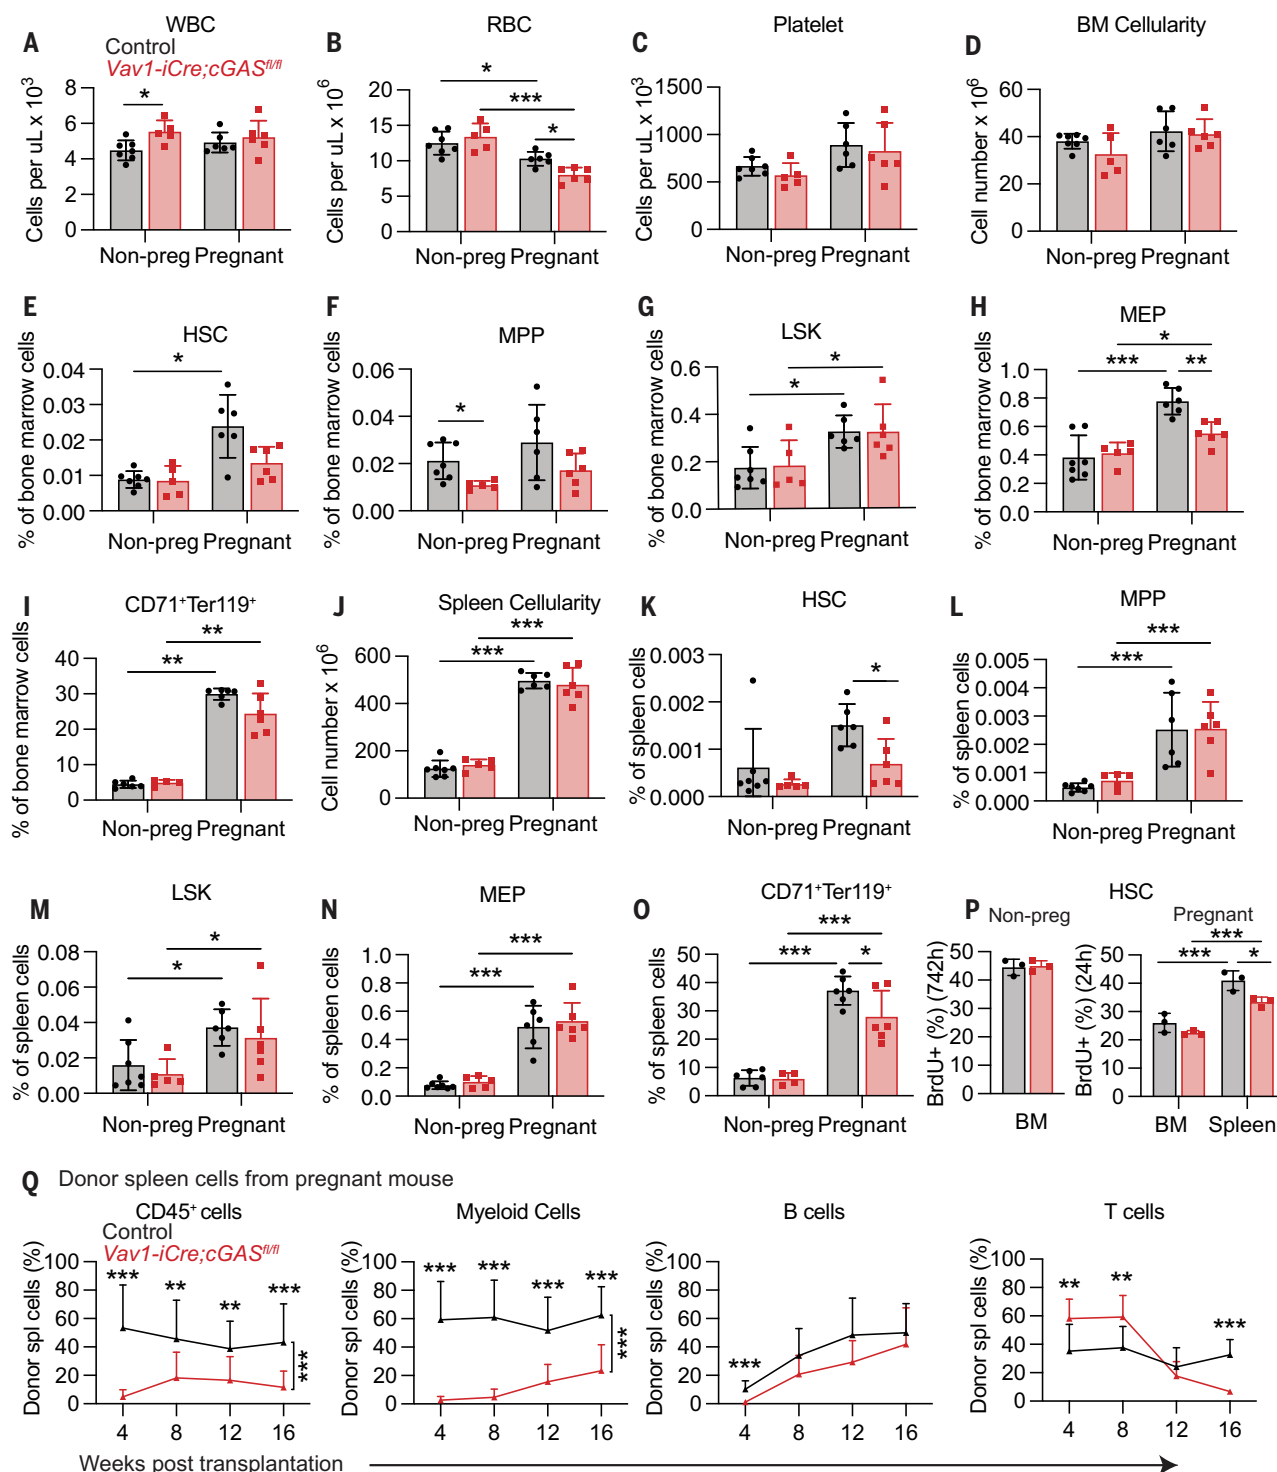 A
WBC
Control
Vav1-iCre;cGASfl/fl
Cells per uL x 10³
8
6
4
2
0
*
Non-preg Pregnant
B
RBC
Cells per uL x 10⁶
20
15
10
5
0
*
***
*
Non-preg Pregnant
C
Platelet
Cells per uL x 10³
1500
1000
500
0
Non-preg Pregnant
D
BM Cellularity
Cell number x 10⁶
60
40
20
0
Non-preg Pregnant
E
HSC
% of bone marrow cells
0.04
0.03
0.02
0.01
0.00
*
Non-preg Pregnant
F
MPP
% of bone marrow cells
0.06
0.04
0.02
0.00
*
Non-preg Pregnant
G
LSK
% of bone marrow cells
0.6
0.4
0.2
0.0
*
*
Non-preg Pregnant
H
MEP
% of bone marrow cells
1.0
0.8
0.6
0.4
0.2
0.0
*
***
**
Non-preg Pregnant
I
CD71⁺Ter119⁺
% of bone marrow cells
40
30
20
10
0
**
**
Non-preg Pregnant
J
Spleen Cellularity
Cell number x 10⁶
600
400
200
0
***
***
Non-preg Pregnant
K
HSC
% of spleen cells
0.003
0.002
0.001
0.000
*
Non-preg Pregnant
L
MPP
% of spleen cells
0.005
0.004
0.003
0.002
0.001
0.000
***
***
Non-preg Pregnant
M
LSK
% of spleen cells
0.08
0.06
0.04
0.02
0.00
*
*
Non-preg Pregnant
N
MEP
% of spleen cells
1.0
0.8
0.6
0.4
0.2
0.0
***
***
Non-preg Pregnant
O
CD71⁺Ter119⁺
% of spleen cells
50
40
30
20
10
0
***
***
*
Non-preg Pregnant
P
HSC
Non-preg
BrdU+ (%) (742h)
50
40
30
20
10
0
BM
Pregnant
BrdU+ (%) (24h)
50
40
30
20
10
0
***
***
*
BM Spleen
Q Donor spleen cells from pregnant mouse
CD45⁺ cells
Control
Vav1-iCre;cGASfl/fl
Donor spl cells (%)
100
80
60
40
20
0
*** ** ** ***
***
4 8 12 16
Myeloid Cells
Donor spl cells (%)
100
80
60
40
20
0
*** *** *** ***
***
4 8 12 16
B cells
Donor spl cells (%)
100
80
60
40
20
0
***
4 8 12 16
T cells
Donor spl cells (%)
100
80
60
40
20
0
** ** ***
4 8 12 16
Weeks post transplantation